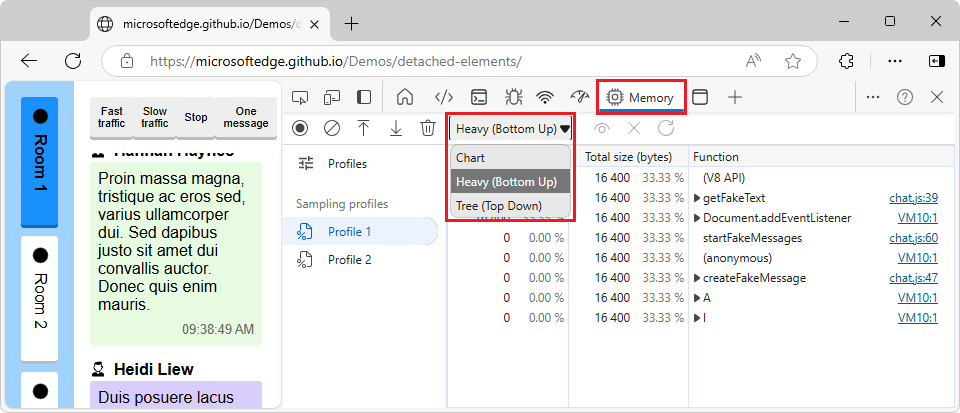 microsoftedge.github.io/Demos/d
https://microsoftedge.github.io/Demos/detached-elements/
Room 1
Room 2
Fast traffic
Slow traffic
Stop
One message
Hannah Haynes
Proin massa magna,
tristique ac eros sed,
varius ullamcorper
dui. Sed dapibus
justo sit amet dui
convallis auctor.
Donec quis enim
mauris.
09:38:49 AM
Heidi Liew
Duis posuere lacus
Memory
Heavy (Bottom Up)
Chart
Heavy (Bottom Up)
Tree (Top Down)
Profiles
Sampling profiles
Profile 1
Profile 2
Total size (bytes) Function
16 400 33.33 % (V8 API)
16 400 33.33 % getFakeText chat.js:39
16 400 33.33 % 16 400 33.33 % Document.addEventListener VM10:1
0 0.00 % 16 400 33.33 % startFakeMessages chat.js:60
0 0.00 % 16 400 33.33 % (anonymous) VM10:1
0 0.00 % 16 400 33.33 % createFakeMessage chat.js:47
0 0.00 % 16 400 33.33 % A VM10:1
0 0.00 % 16 400 33.33 % I VM10:1